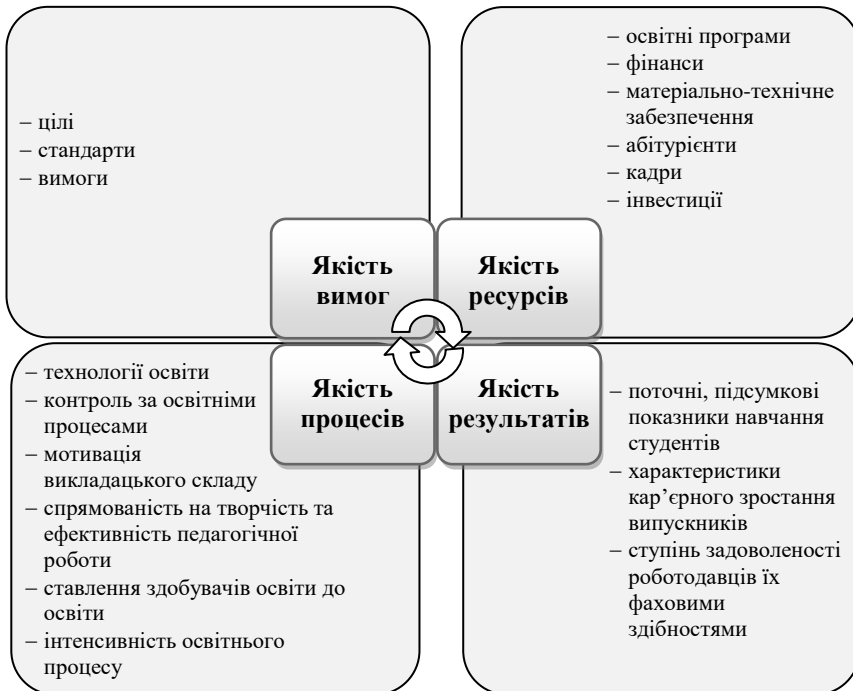 – цілі
– стандарти
– вимоги
– освітні програми
– фінанси
– матеріально-технічне
забезпечення
– абітурієнти
– кадри
– інвестиції
Якість
вимог
Якість
ресурсів
Якість
процесів
Якість
результатів
– технології освіти
– контроль за освітніми
процесами
– мотивація
викладацького складу
– спрямованість на творчість та
ефективність педагогічної
роботи
– ставлення здобувачів освіти до
освіти
– інтенсивність освітнього
процесу
– поточні, підсумкові
показники навчання
студентів
– характеристики
кар’єрного зростання
випускників
– ступінь задоволеності
роботодавців їх
фаховими
здібностями